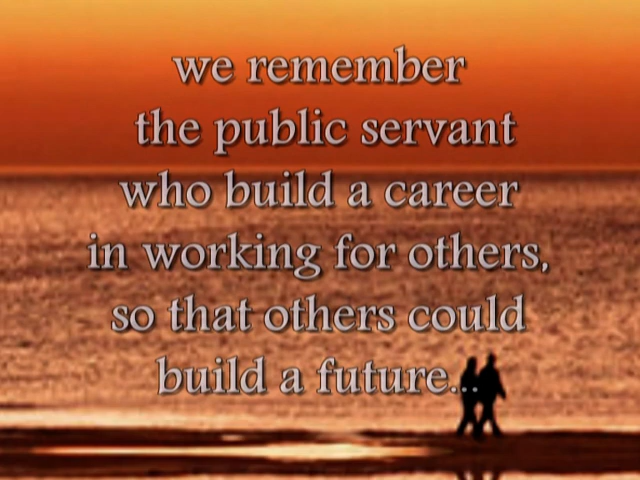 we remember
the public servant
who build a career
in working for others,
so that others could
build a future...